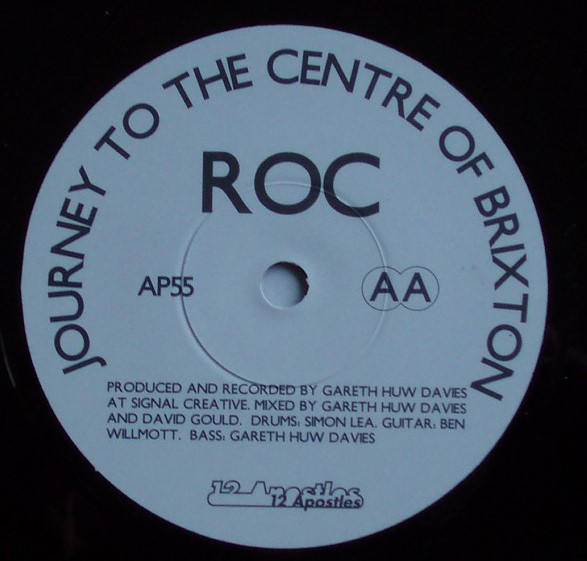 JOURNEY TO THE CENTRE OF BRIXTON
ROC
AP55
AA
PRODUCED AND RECORDED BY GARETH HUW DAVIES
AT SIGNAL CREATIVE. MIXED BY GARETH HUW DAVIES
AND DAVID GOULD. DRUMS: SIMON LEA. GUITAR: BEN
WILLMOTT. BASS: GARETH HUW DAVIES
12 Apostles
12 Apostles